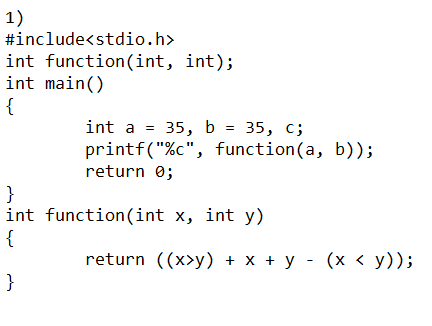 1)
#include<stdio.h>
int function(int, int);
int main()
{
        int a = 35, b = 35, c;
        printf("%c", function(a, b));
        return 0;
}
int function(int x, int y)
{
        return ((x>y) + x + y - (x < y));
}